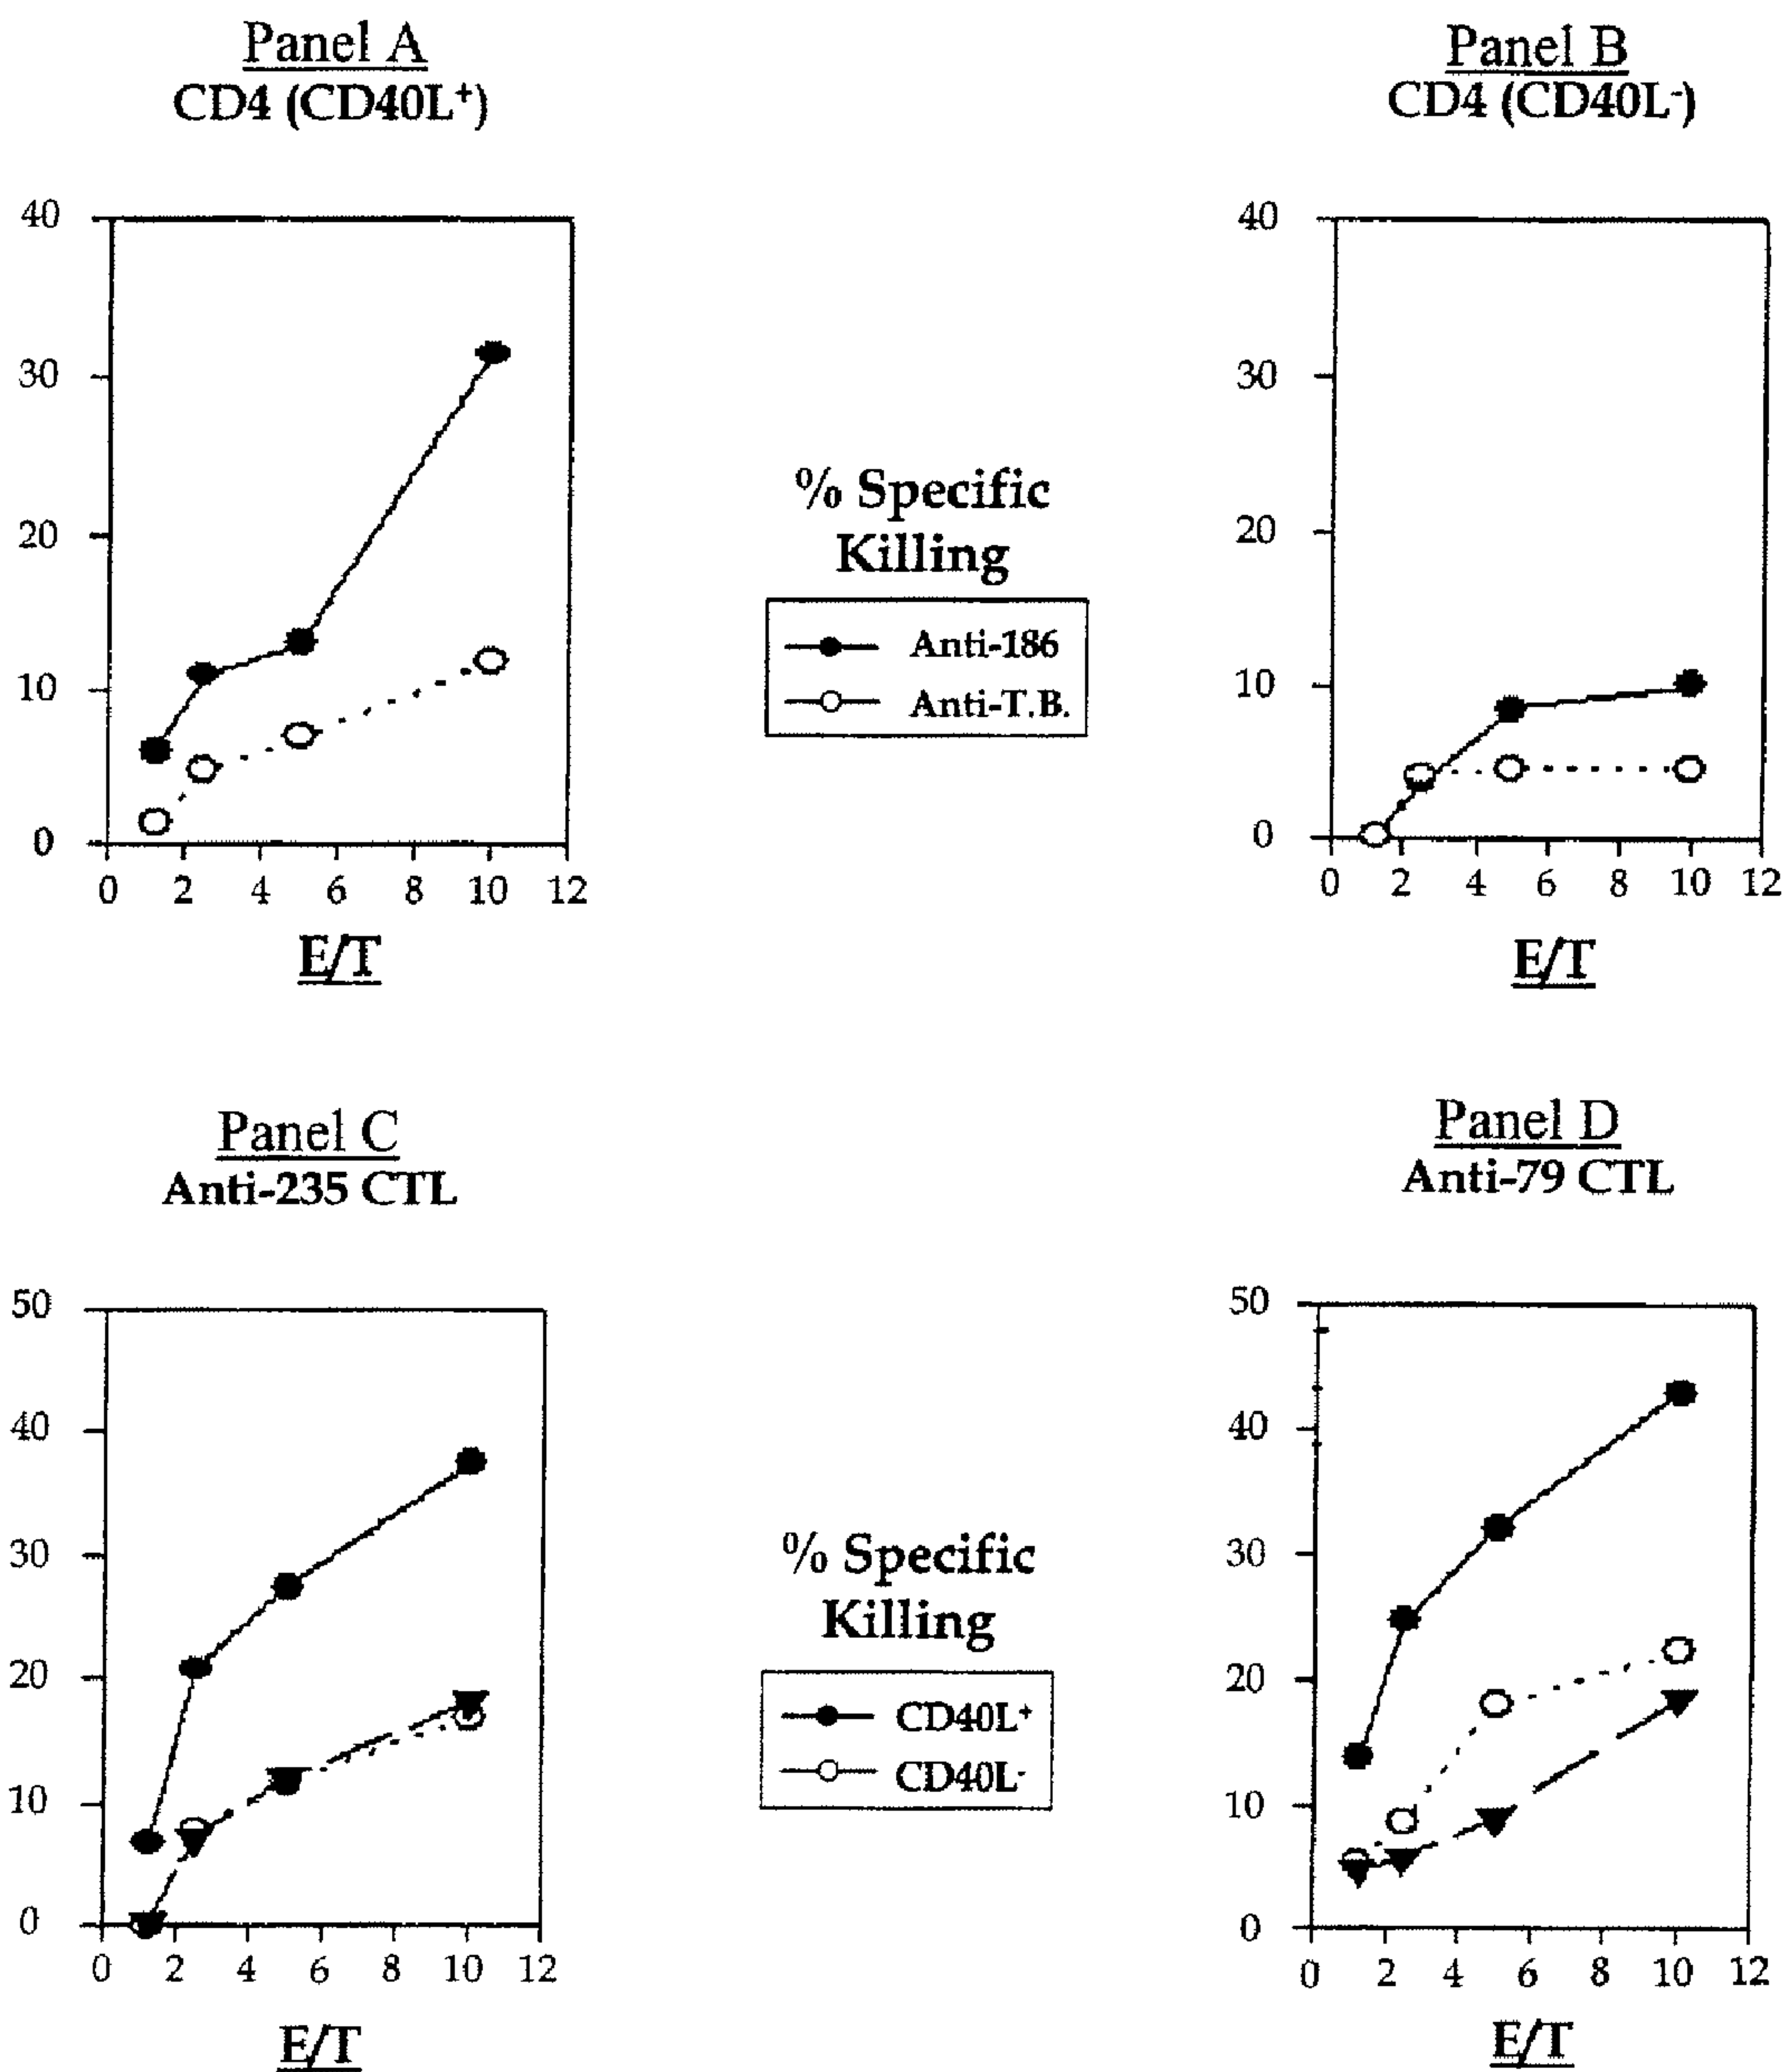 Panel A
CD4 (CD40L⁺)
40
30
20
10
0
0 2 4 6 8 10 12
E/T
% Specific
Killing
Anti-186
Anti-T.B.
Panel B
CD4 (CD40L⁻)
40
30
20
10
0
0 2 4 6 8 10 12
E/T
Panel C
Anti-235 CTL
50
40
30
20
10
0
0 2 4 6 8 10 12
E/T
% Specific
Killing
CD40L⁺
CD40L⁻
Panel D
Anti-79 CTL
50
40
30
20
10
0
0 2 4 6 8 10 12
E/T